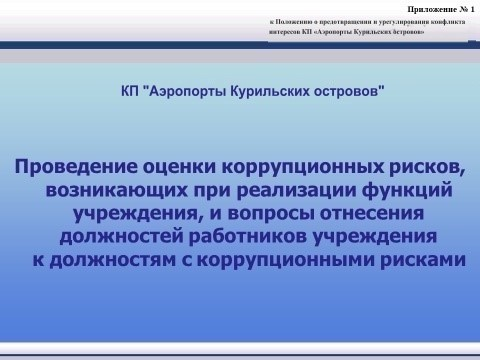 Приложение № 1
к Положению о предотвращении и урегулировании конфликта
интересов КП «Аэропорты Курильских островов»
КП "Аэропорты Курильских островов"
Проведение оценки коррупционных рисков,
возникающих при реализации функций
учреждения, и вопросы отнесения
должностей работников учреждения
к должностям с коррупционными рисками